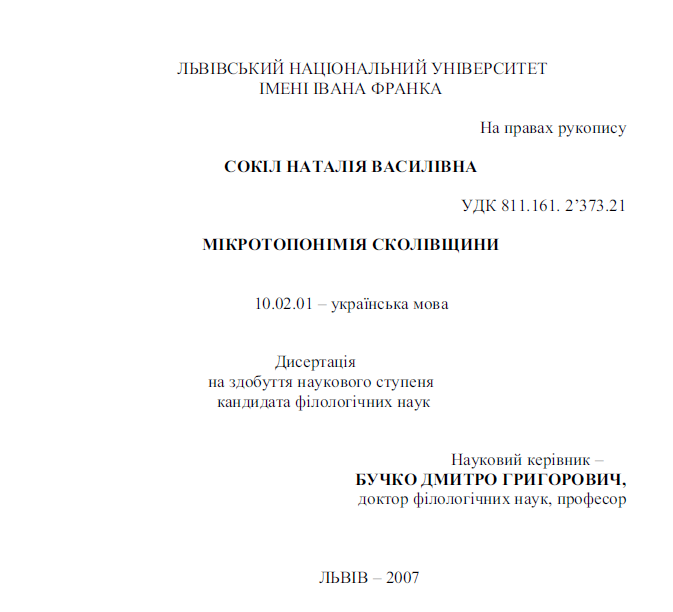 ЛЬВІВСЬКИЙ НАЦІОНАЛЬНИЙ УНІВЕРСИТЕТ
ІМЕНІ ІВАНА ФРАНКА
На правах рукопису
СОКІЛ НАТАЛІЯ ВАСИЛІВНА
УДК 811.161. 2’373.21
МІКРОТОПОНІМІЯ СКОЛІВЩИНИ
10.02.01 – українська мова
Дисертація
на здобуття наукового ступеня
кандидата філологічних наук
Науковий керівник –
БУЧКО ДМИТРО ГРИГОРОВИЧ,
доктор філологічних наук, професор
ЛЬВІВ – 2007